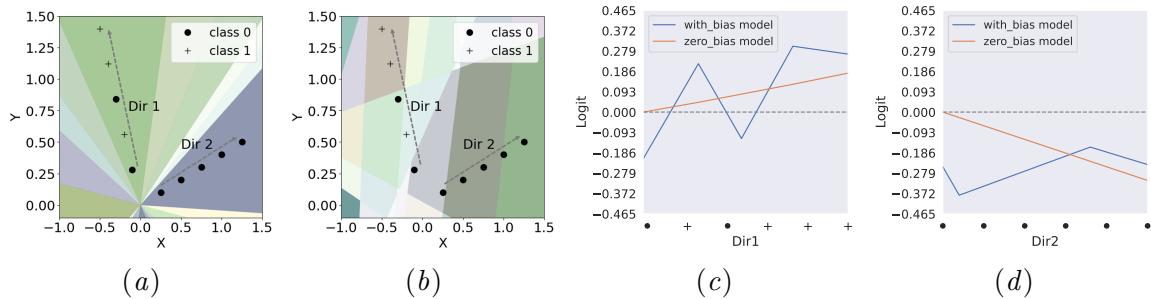 1.50
1.25
1.00
0.75
0.50
0.25
0.00
Y
class 0
class 1
Dir 1
Dir 2
−1.0 −0.5 0.0 0.5 1.0 1.5
X
(a)
1.50
1.25
1.00
0.75
0.50
0.25
0.00
Y
class 0
class 1
Dir 1
Dir 2
−1.0 −0.5 0.0 0.5 1.0 1.5
X
(b)
0.465
0.372
0.279
0.186
0.093
0.000
−0.093
−0.186
−0.279
−0.372
−0.465
Logit
with_bias model
zero_bias model
Dir1
(c)
0.465
0.372
0.279
0.186
0.093
0.000
−0.093
−0.186
−0.279
−0.372
−0.465
Logit
with_bias model
zero_bias model
Dir2
(d)